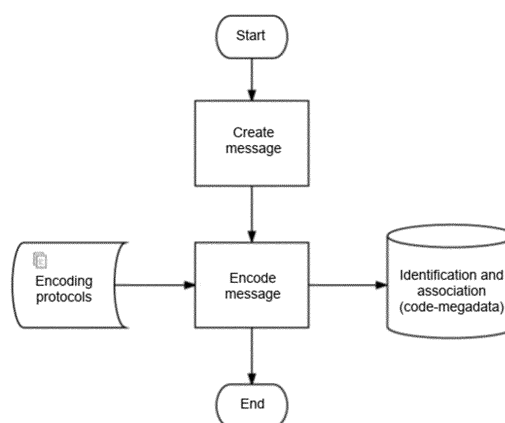 Start
Create
message
Encoding
protocols
Encode
message
Identification and
association
(code-megadata)
End